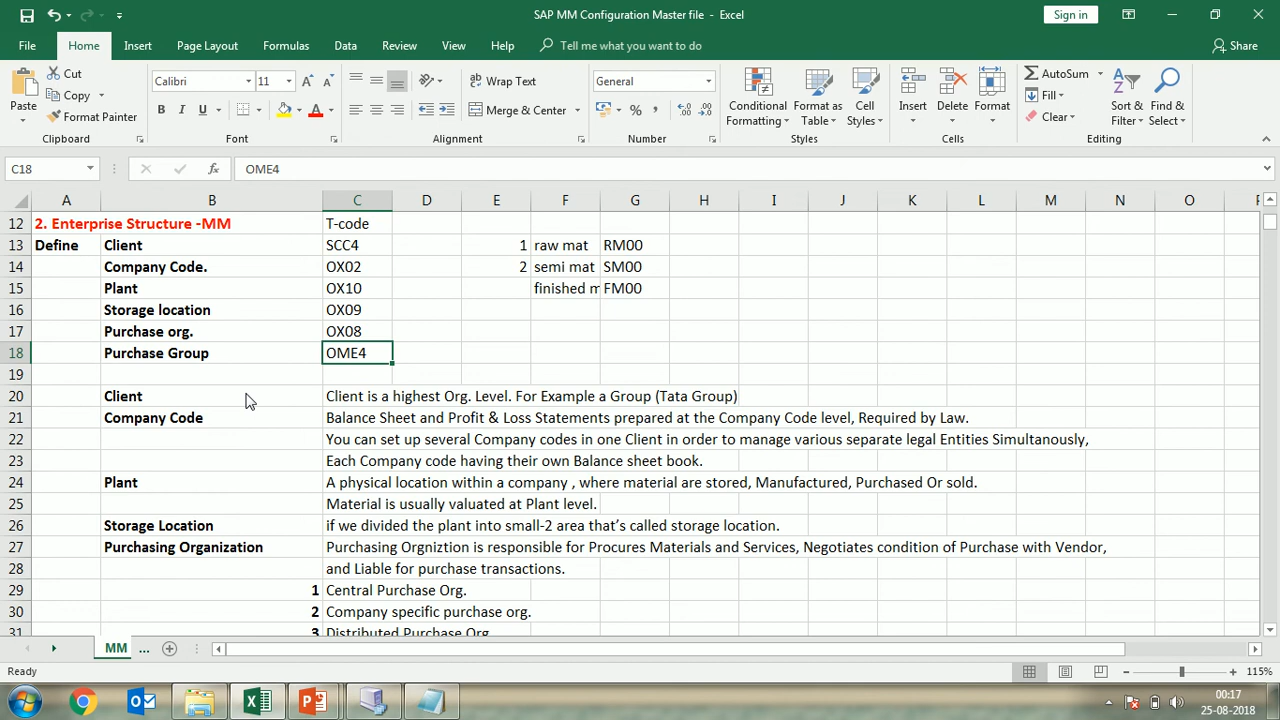 SAP MM Configuration Master file - Excel
Sign in
File Home Insert Page Layout Formulas Data Review View Help Tell me what you want to do Share
Paste
Cut
Copy
Format Painter
Clipboard
Calibri 11
B I U
Font
Wrap Text
Merge & Center
Alignment
General
Number
Conditional Formatting
Format as Table
Cell Styles
Styles
Insert Delete Format
Cells
AutoSum
Fill
Clear
Sort & Filter
Find & Select
Editing
C18 fx OME4
A B C D E F G H I J K L M N O
12 2. Enterprise Structure -MM T-code
13 Define Client SCC4 1 raw mat RM00
14 Company Code. OX02 2 semi mat SM00
15 Plant OX10 finished m FM00
16 Storage location OX09
17 Purchase org. OX08
18 Purchase Group OME4
19
20 Client Client is a highest Org. Level. For Example a Group (Tata Group)
21 Company Code Balance Sheet and Profit & Loss Statements prepared at the Company Code level, Required by Law.
22 You can set up several Company codes in one Client in order to manage various separate legal Entities Simultanously,
23 Each Company code having their own Balance sheet book.
24 Plant A physical location within a company , where material are stored, Manufactured, Purchased Or sold.
25 Material is usually valuated at Plant level.
26 Storage Location if we divided the plant into small-2 area that's called storage location.
27 Purchasing Organization Purchasing Orgniztion is responsible for Procures Materials and Services, Negotiates condition of Purchase with Vendor,
28 and Liable for purchase transactions.
29 1 Central Purchase Org.
30 2 Company specific purchase org.
31 3 Distributed Purchase Org
MM ...
Ready 115%
00:17
25-08-2018